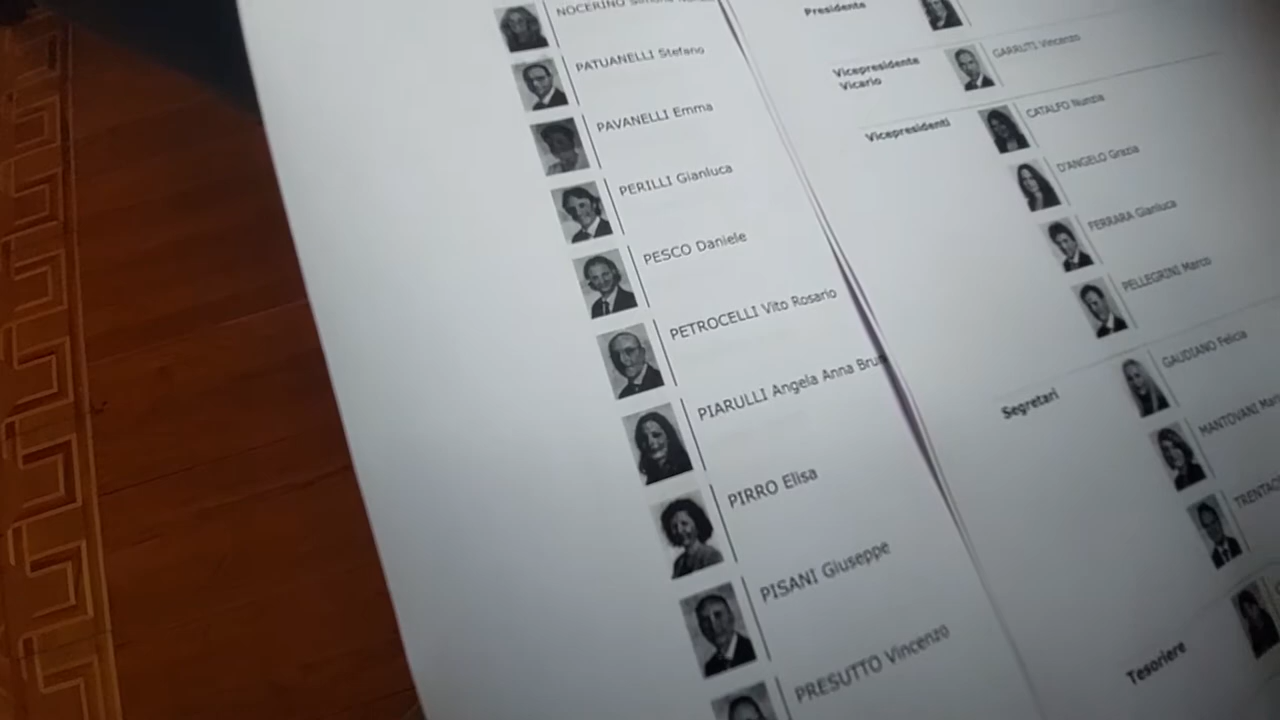 NOCERINO
PATUANELLI Stefano
PAVANELLI Emma
PERILLI Gianluca
PESCO Daniele
PETROCELLI Vito Rosario
PIARULLI Angela Anna
PIRRO Elisa
PISANI Giuseppe
PRESUTTO Vincenzo
Presidente
Vicepresidente
Vicario
GARRUTI Vincenzo
Vicepresidenti
CATALFO Nunzia
D'ANGELO Grazia
FERRARA Gianluca
PELLEGRINI Marco
Segretari
GAUDIANO Felicia
MANTOVANI
Tesoriere